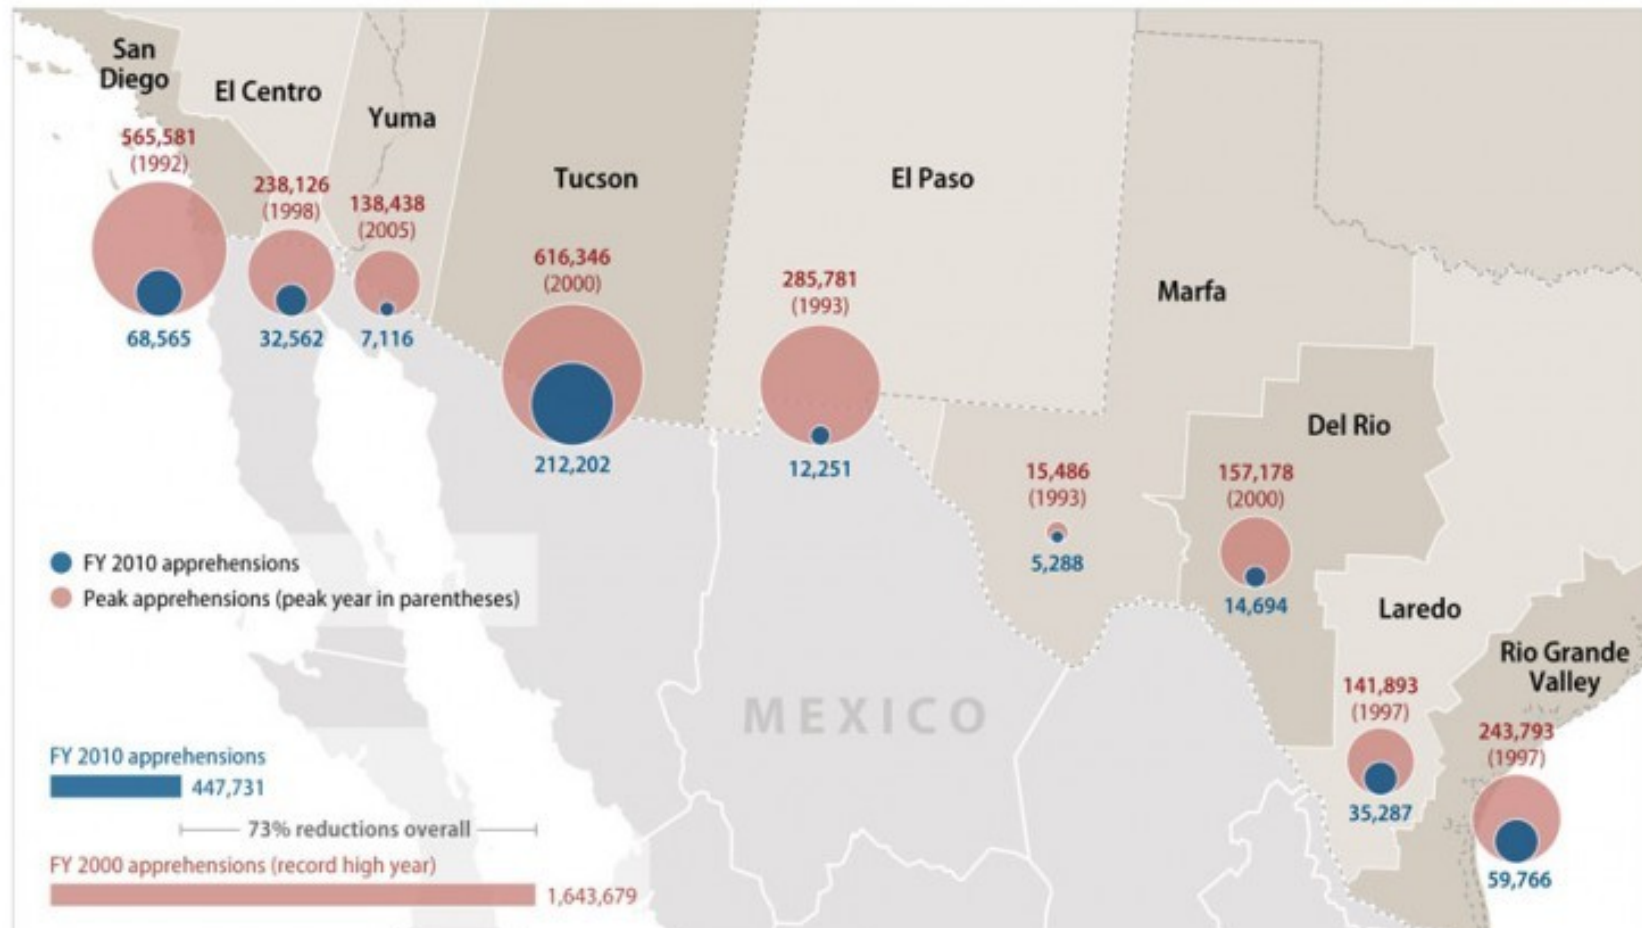 San
Diego
565,581
(1992)
68,565
El Centro
238,126
(1998)
32,562
Yuma
138,438
(2005)
7,116
Tucson
616,346
(2000)
212,202
El Paso
285,781
(1993)
12,251
Marfa
15,486
(1993)
5,288
Del Rio
157,178
(2000)
14,694
Laredo
141,893
(1997)
35,287
Rio Grande
Valley
243,793
(1997)
59,766
MEXICO
FY 2010 apprehensions
Peak apprehensions (peak year in parentheses)
FY 2010 apprehensions
447,731
73% reductions overall
FY 2000 apprehensions (record high year)
1,643,679